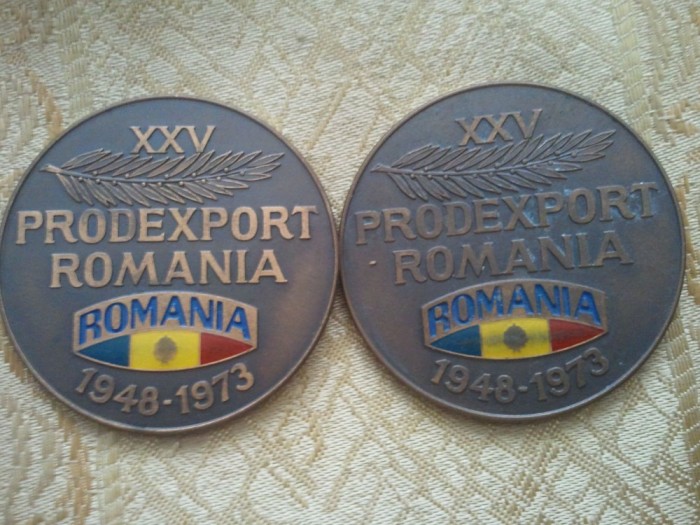 XXV
PRODEXPORT
ROMANIA
ROMANIA
1948-1973
XXV
PRODEXPORT
ROMANIA
ROMANIA
1948-1973